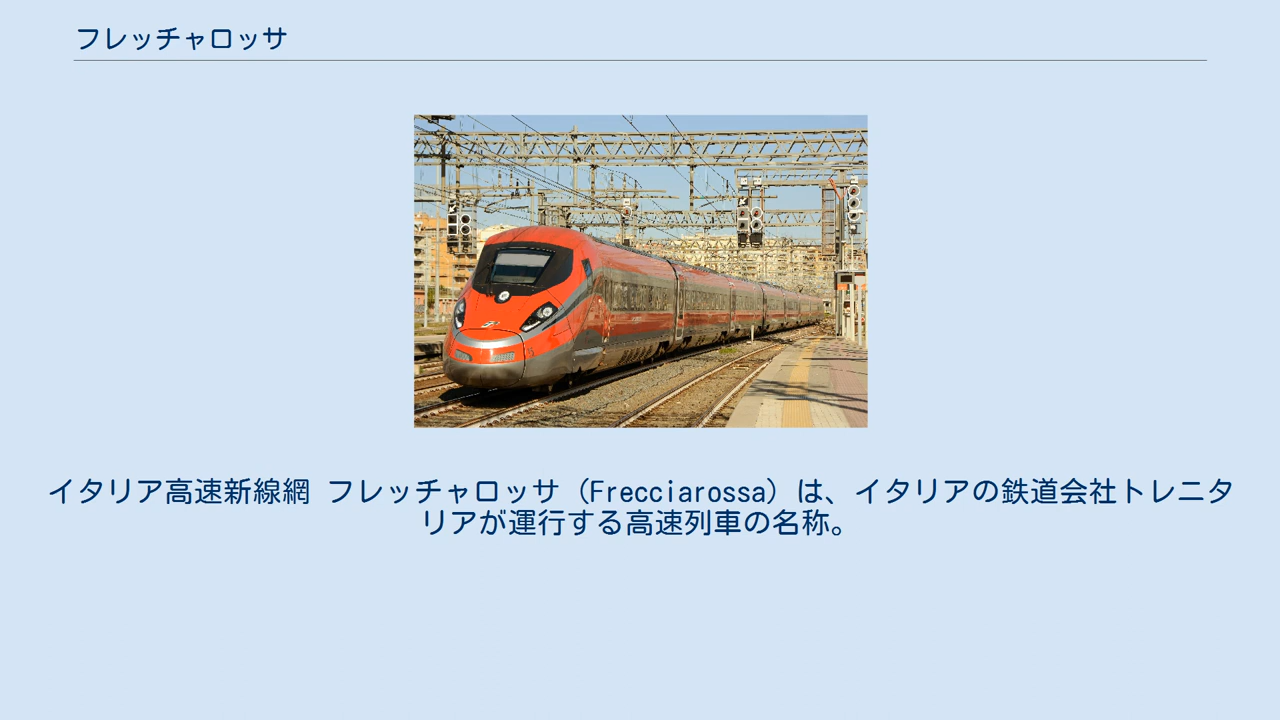 フレッチャロッサ
イタリア高速新線網 フレッチャロッサ（Frecciarossa）は、イタリアの鉄道会社トレニタ
リアが運行する高速列車の名称。